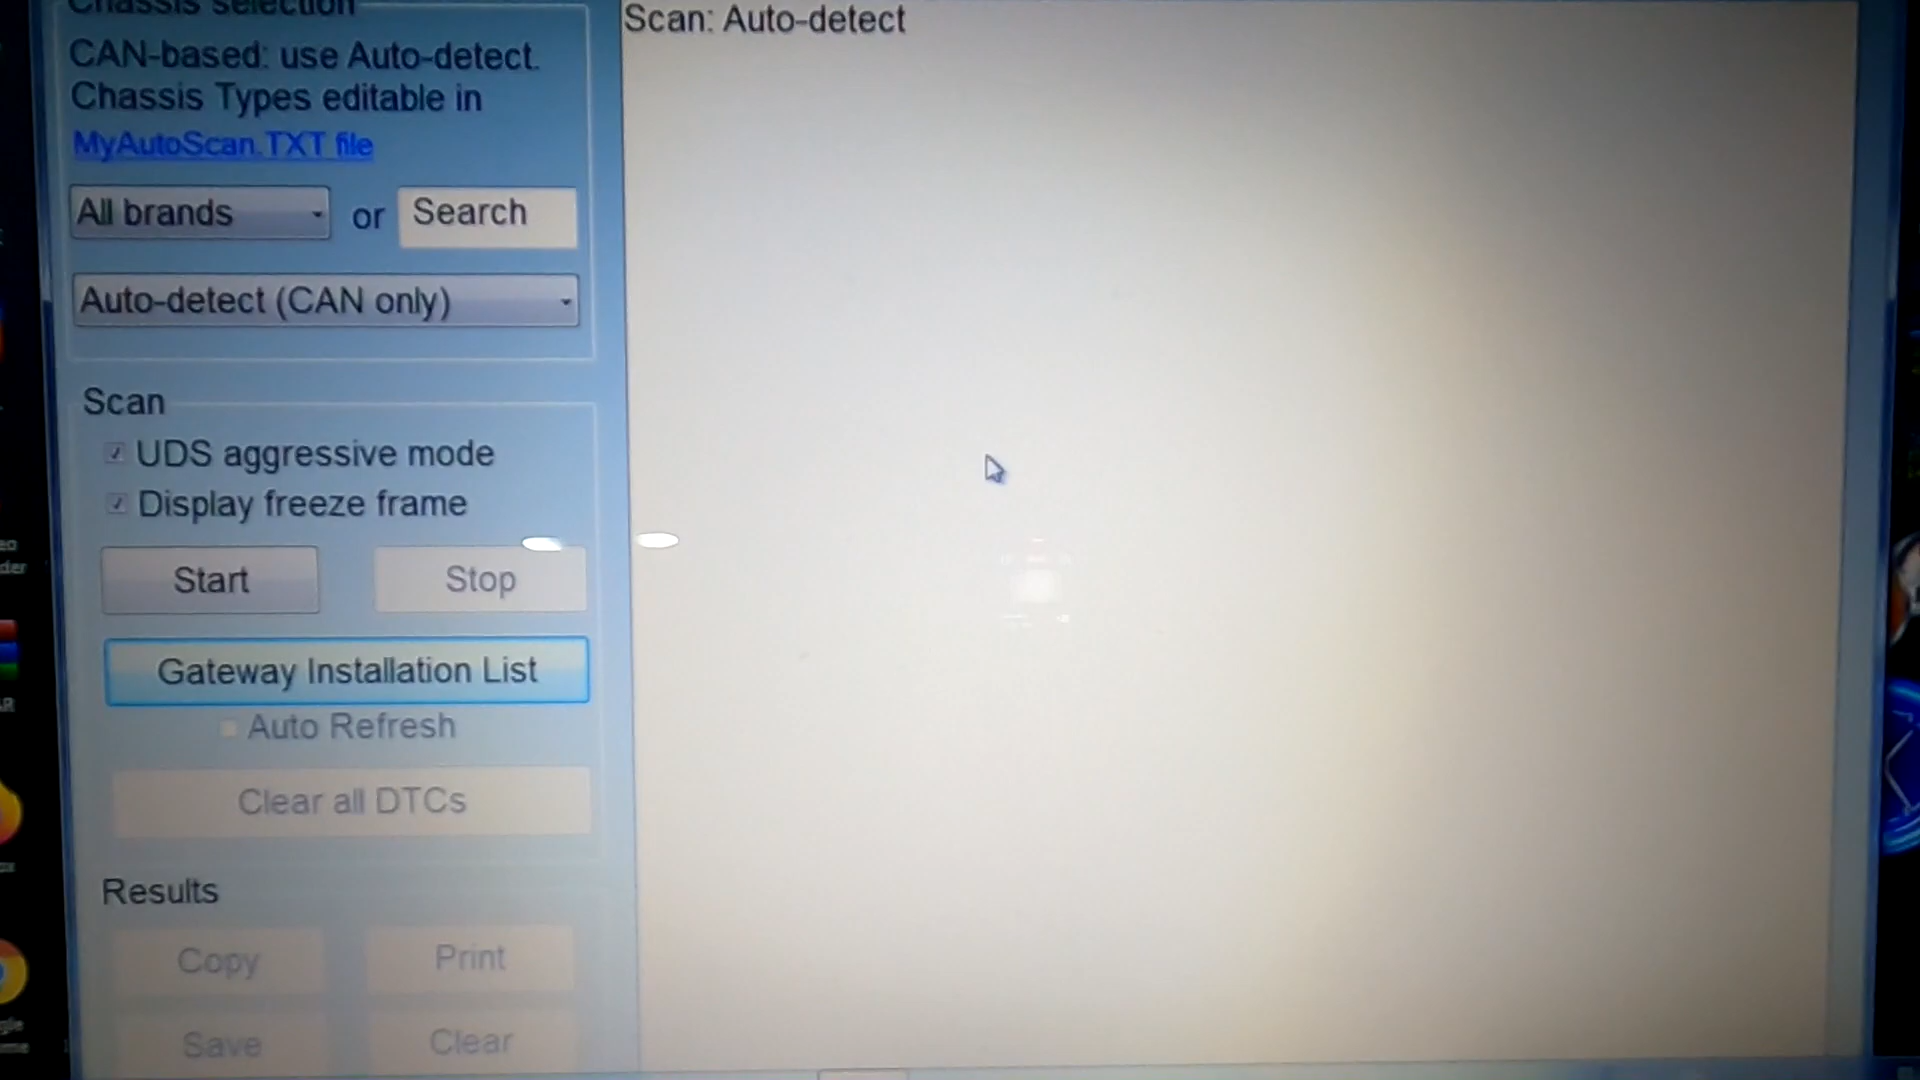 Chassis selection
CAN-based: use Auto-detect.
Chassis Types editable in
MyAutoScan.TXT file
All brands or Search
Auto-detect (CAN only)
Scan
UDS aggressive mode
Display freeze frame
Start Stop
Gateway Installation List
Auto Refresh
Clear all DTCs
Results
Copy Print
Save Clear
Scan: Auto-detect